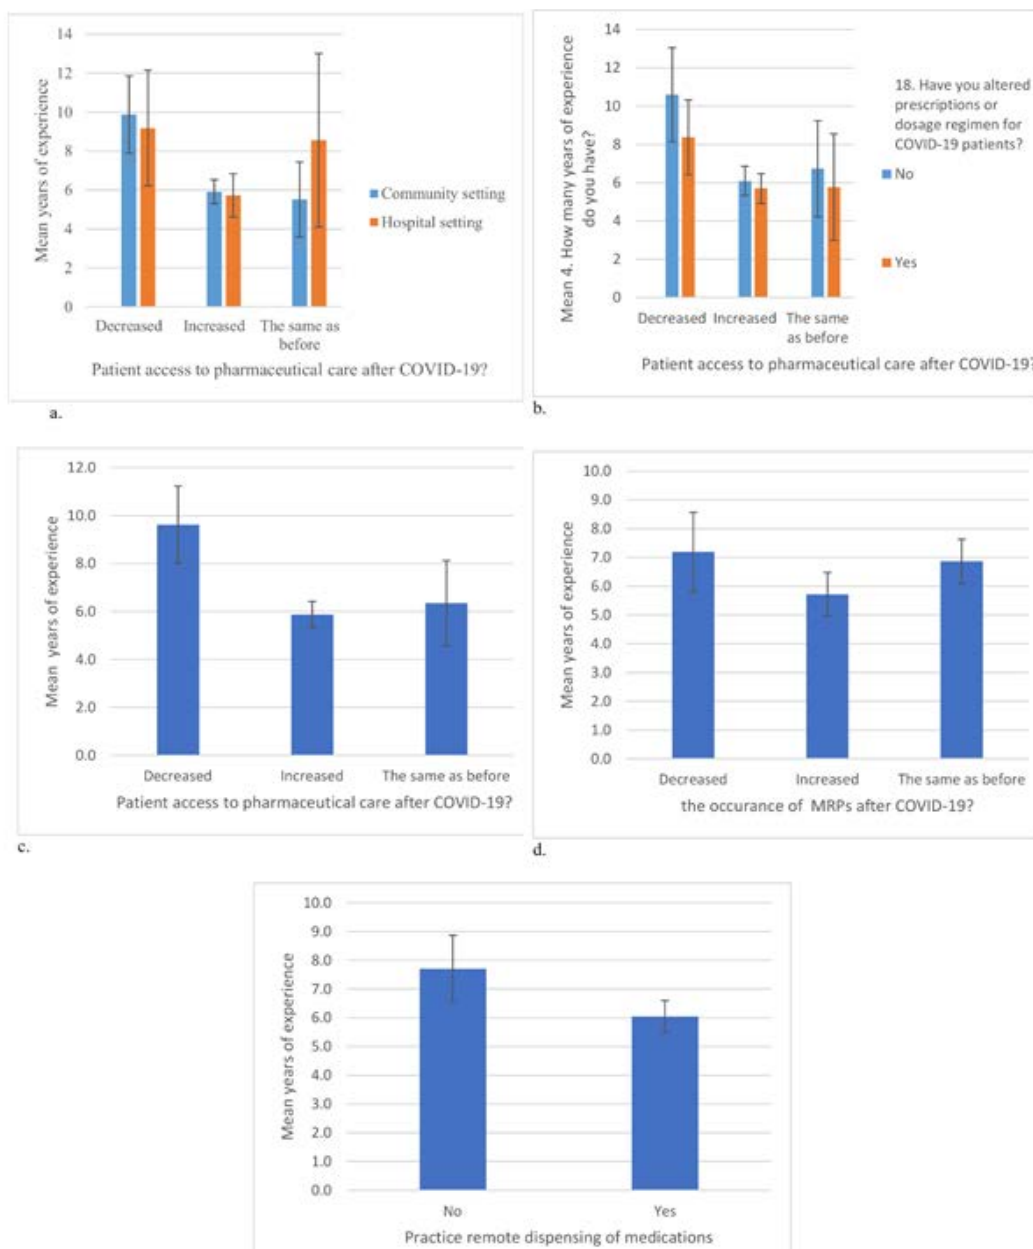 14
12
10
8
6
4
2
0
Mean years of experience
Community setting
Hospital setting
Decreased
Increased
The same as
before
Patient access to pharmaceutical care after COVID-19?
a.
14
12
10
8
6
4
2
0
Mean 4. How many years of experience
do you have?
18. Have you altered
prescriptions or
dosage regimen for
COVID-19 patients?
No
Yes
Decreased
Increased
The same
as before
Patient access to pharmaceutical care after COVID-19?
b.
12.0
10.0
8.0
6.0
4.0
2.0
0.0
Mean years of experience
Decreased
Increased
The same as before
Patient access to pharmaceutical care after COVID-19?
c.
10.0
9.0
8.0
7.0
6.0
5.0
4.0
3.0
2.0
1.0
0.0
Mean years of experience
Decreased
Increased
The same as before
the occurance of MRPs after COVID-19?
d.
10.0
9.0
8.0
7.0
6.0
5.0
4.0
3.0
2.0
1.0
0.0
Mean years of experience
No
Yes
Practice remote dispensing of medications